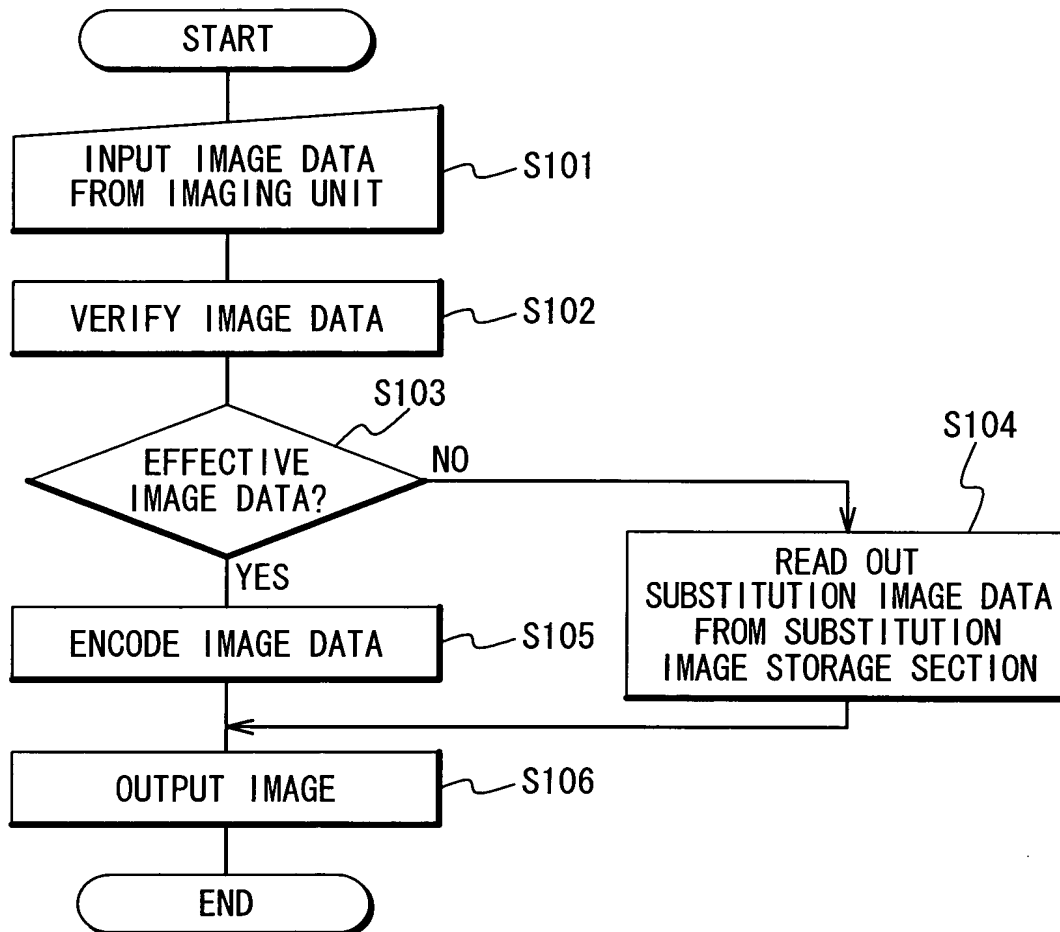 START
INPUT IMAGE DATA
FROM IMAGING UNIT
S101
VERIFY IMAGE DATA
S102
S103
EFFECTIVE
IMAGE DATA?
NO
YES
S104
READ OUT
SUBSTITUTION IMAGE DATA
FROM SUBSTITUTION
IMAGE STORAGE SECTION
ENCODE IMAGE DATA
S105
OUTPUT IMAGE
S106
END